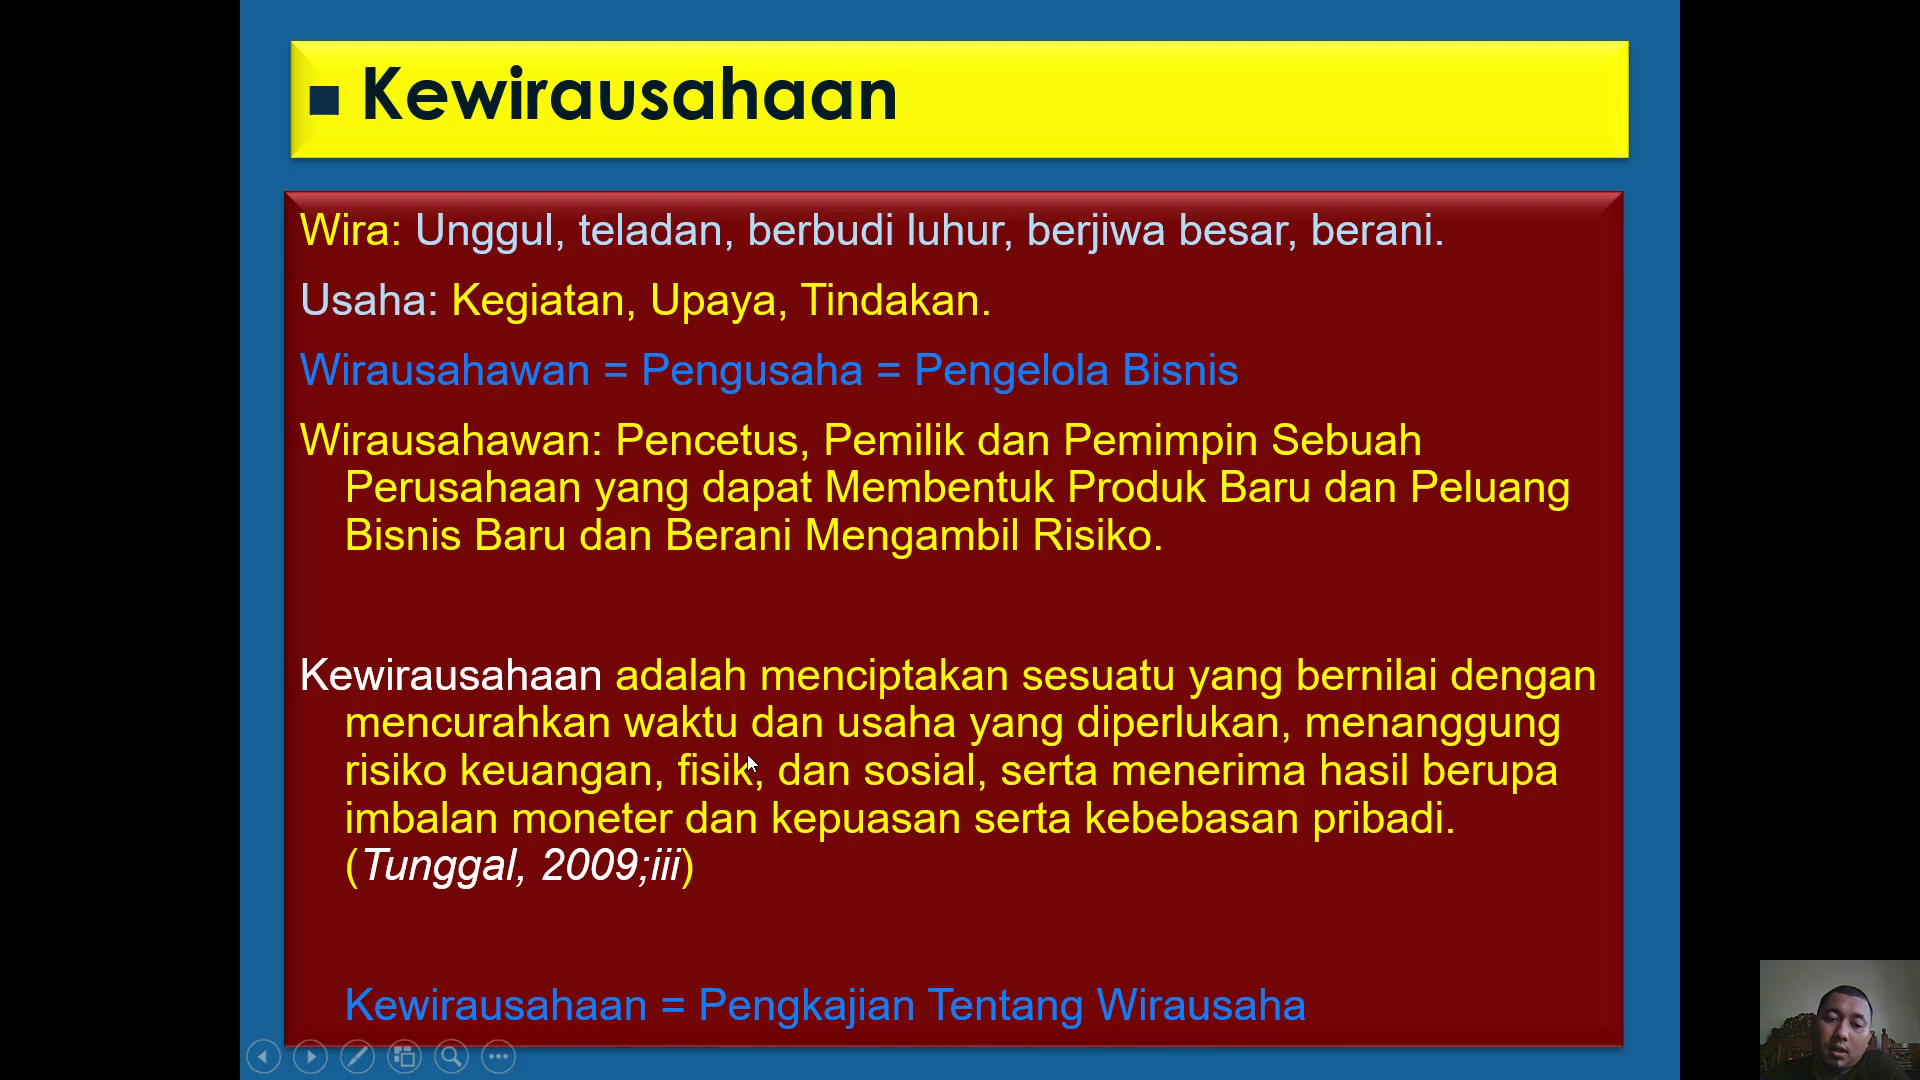 Kewirausahaan
Wira: Unggul, teladan, berbudi luhur, berjiwa besar, berani.
Usaha: Kegiatan, Upaya, Tindakan.
Wirausahawan = Pengusaha = Pengelola Bisnis
Wirausahawan: Pencetus, Pemilik dan Pemimpin Sebuah
Perusahaan yang dapat Membentuk Produk Baru dan Peluang
Bisnis Baru dan Berani Mengambil Risiko.
Kewirausahaan adalah menciptakan sesuatu yang bernilai dengan
mencurahkan waktu dan usaha yang diperlukan, menanggung
risiko keuangan, fisik, dan sosial, serta menerima hasil berupa
imbalan moneter dan kepuasan serta kebebasan pribadi.
(Tunggal, 2009;iii)
Kewirausahaan = Pengkajian Tentang Wirausaha